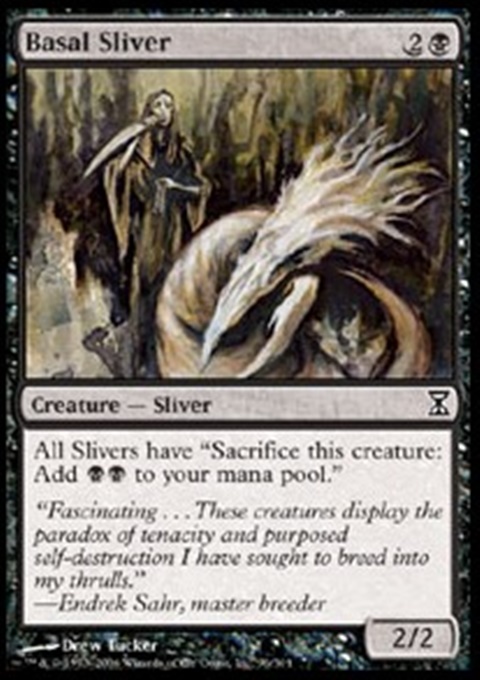 Basal Sliver 2
Creature — Sliver
All Slivers have “Sacrifice this creature:
Add to your mana pool.”
“Fascinating . . . These creatures display the
paradox of tenacity and purposed
self-destruction I have sought to breed into
my thrulls.”
—Endrek Sahr, master breeder
Drew Tucker
2/2